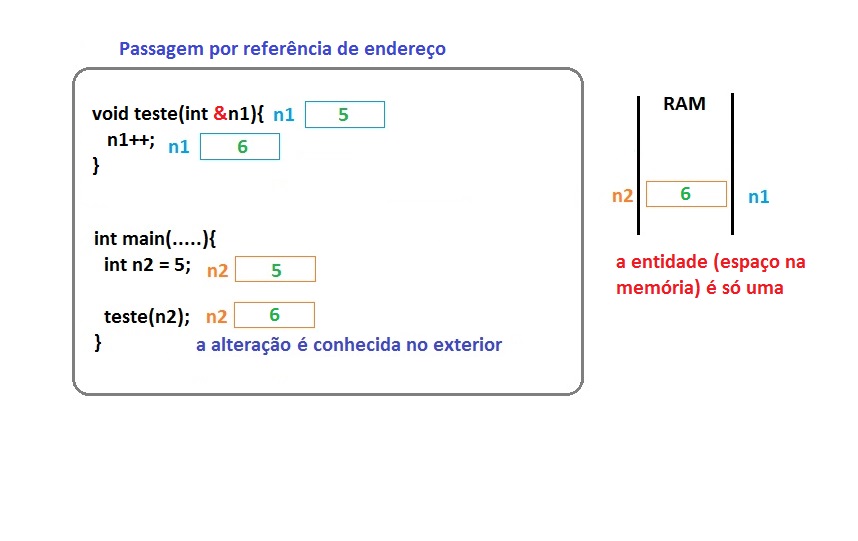 Passagem por referência de endereço
void teste(int &n1){ n1 5
n1++; n1 6
}
int main(.....){
int n2 = 5; n2 5
teste(n2); n2 6
}
a alteração é conhecida no exterior
RAM
n2 6 n1
a entidade (espaço na
memória) é só uma